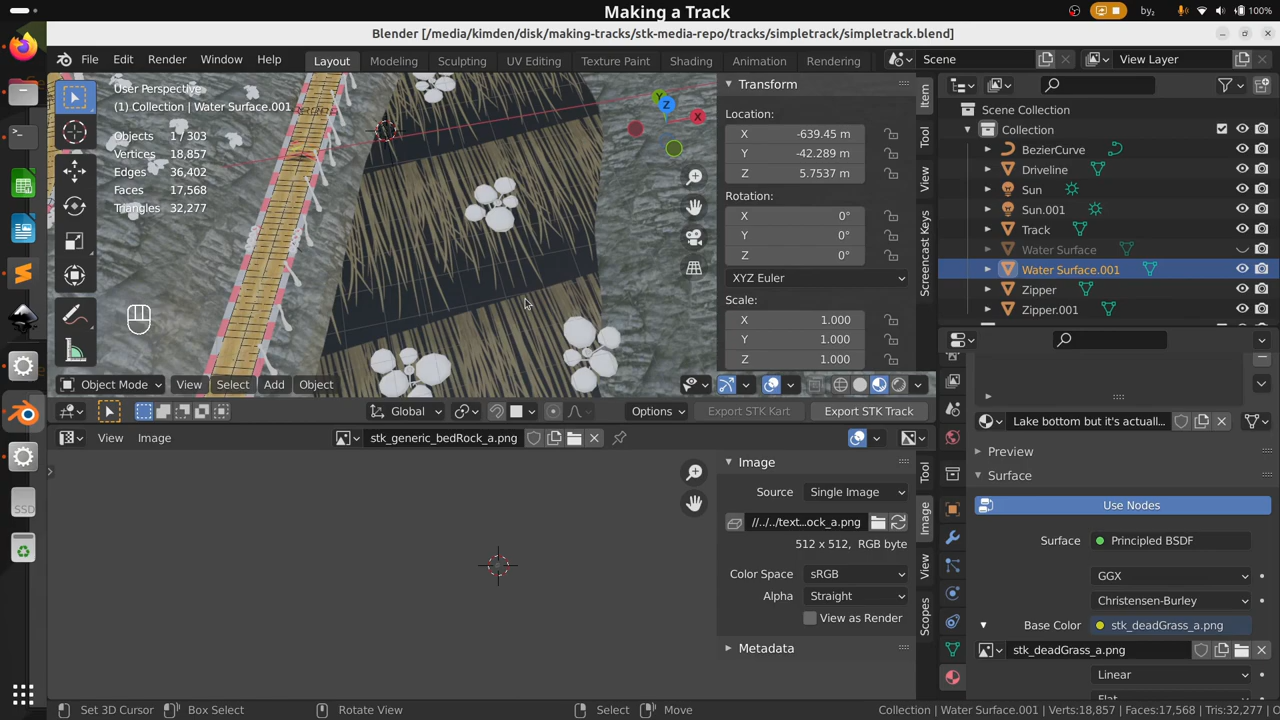 Making a Track
by₂
100%
Blender [/media/kimden/disk/making-tracks/stk-media-repo/tracks/simpletrack/simpletrack.blend]
File Edit Render Window Help
Layout Modeling Sculpting UV Editing Texture Paint Shading Animation Rendering
Scene
View Layer
User Perspective
(1) Collection | Water Surface.001
Objects 1 / 303
Vertices 18,857
Edges 36,402
Faces 17,568
Triangles 32,277
Y
Z
X
Transform
Location:
X -639.45 m
Y -42.289 m
Z 5.7537 m
Rotation:
X 0°
Y 0°
Z 0°
XYZ Euler
Scale:
X 1.000
Y 1.000
Z 1.000
Item
Tool
View
Screencast Keys
Scene Collection
Collection
BezierCurve
Driveline
Sun
Sun.001
Track
Water Surface
Water Surface.001
Zipper
Zipper.001
Object Mode View Select Add Object
Global
Options
Export STK Kart
Export STK Track
View Image
stk_generic_bedRock_a.png
Image
Source Single Image
//../../text...ock_a.png
512 x 512, RGB byte
Color Space sRGB
Alpha Straight
View as Render
Metadata
Tool
Image
View
Scopes
Lake bottom but it's actuall...
Preview
Surface
Use Nodes
Surface Principled BSDF
GGX
Christensen-Burley
Base Color stk_deadGrass_a.png
stk_deadGrass_a.png
Linear
Flat
SSD
Set 3D Cursor Box Select Rotate View Select Move
Collection | Water Surface.001 | Verts:18,857 | Faces:17,568 | Tris:32,277